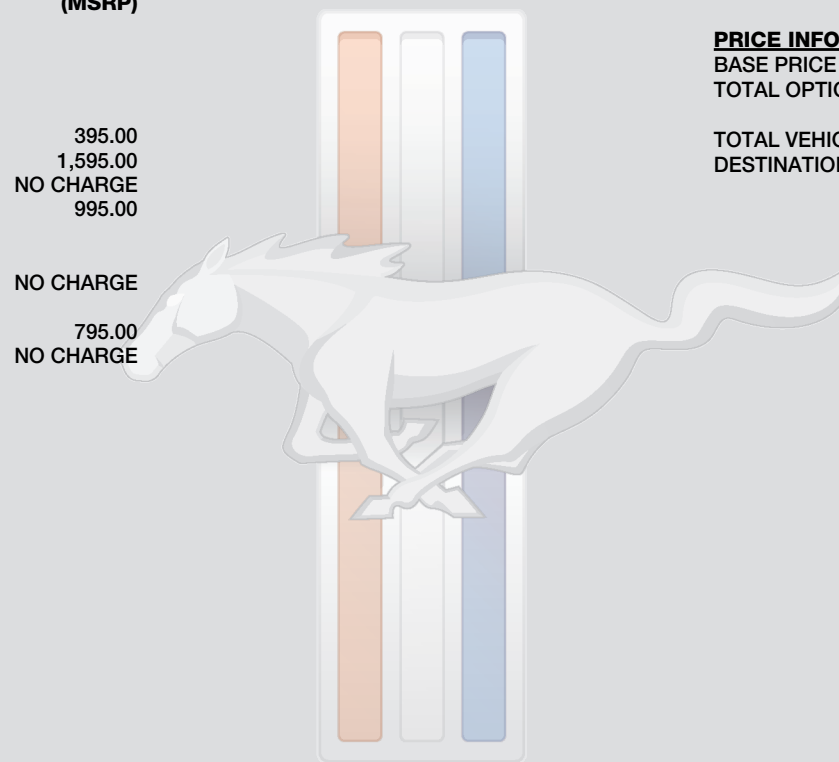 (MSRP)
395.00
1,595.00
NO CHARGE
995.00
NO CHARGE
795.00
NO CHARGE
PRICE INFO
BASE PRICE
TOTAL OPTIO
TOTAL VEHIC
DESTINATION